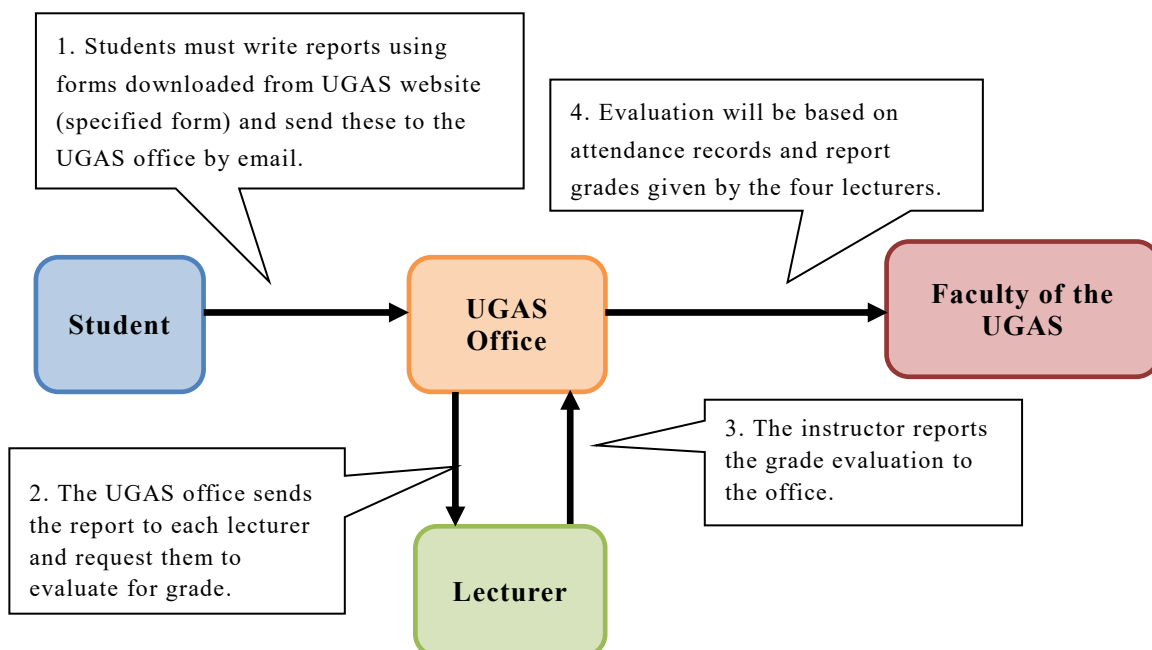 1. Students must write reports using
forms downloaded from UGAS website
(specified form) and send these to the
UGAS office by email.
4. Evaluation will be based on
attendance records and report
grades given by the four lecturers.
Student
UGAS
Office
Faculty of the
UGAS
2. The UGAS office sends
the report to each lecturer
and request them to
evaluate for grade.
3. The instructor reports
the grade evaluation to
the office.
Lecturer